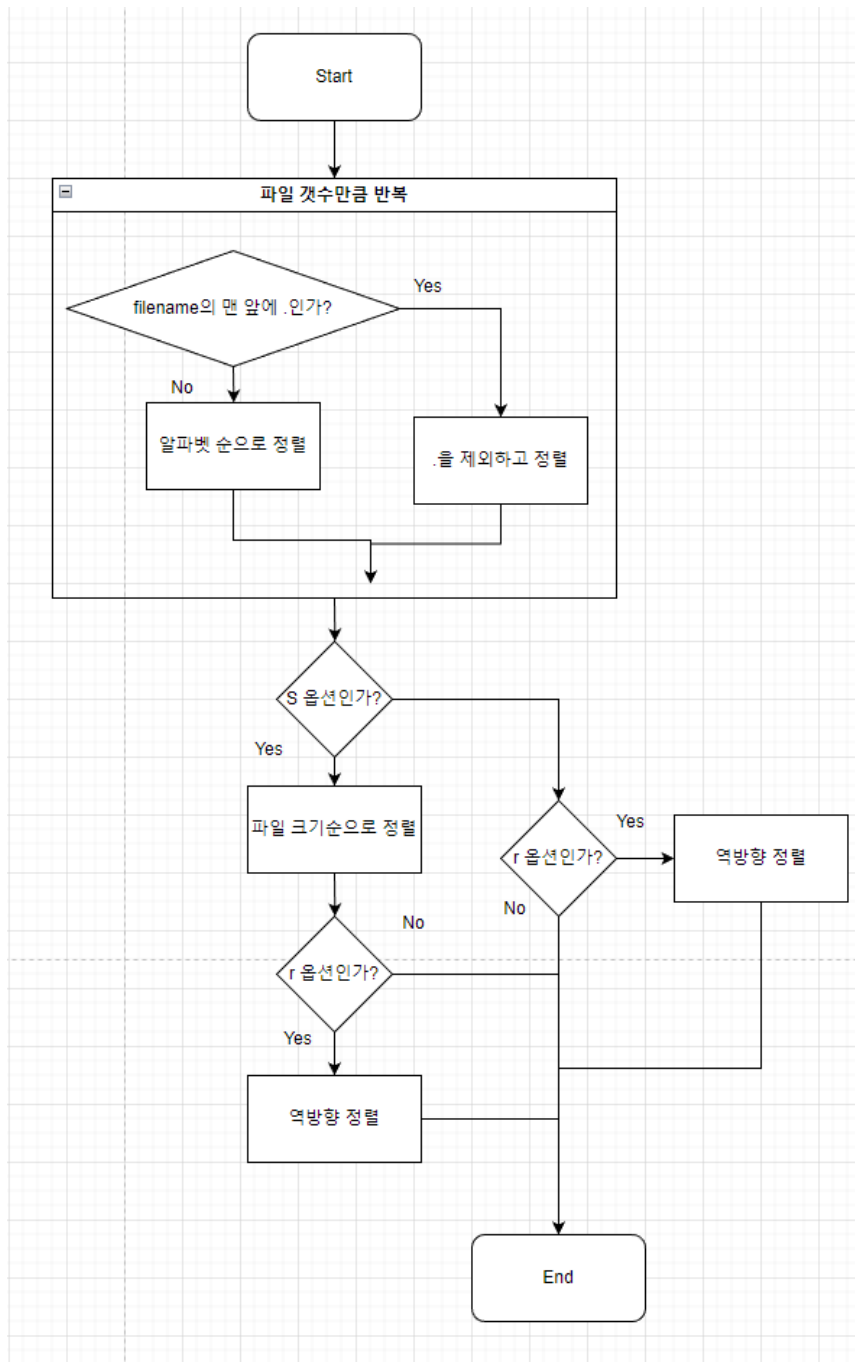 Start
파일 갯수만큼 반복
filename의 맨 앞에 .인가?
Yes
No
알파벳 순으로 정렬
.을 제외하고 정렬
S 옵션인가?
Yes
파일 크기순으로 정렬
r 옵션인가?
Yes
역방향 정렬
No
No
r 옵션인가?
Yes
역방향 정렬
End